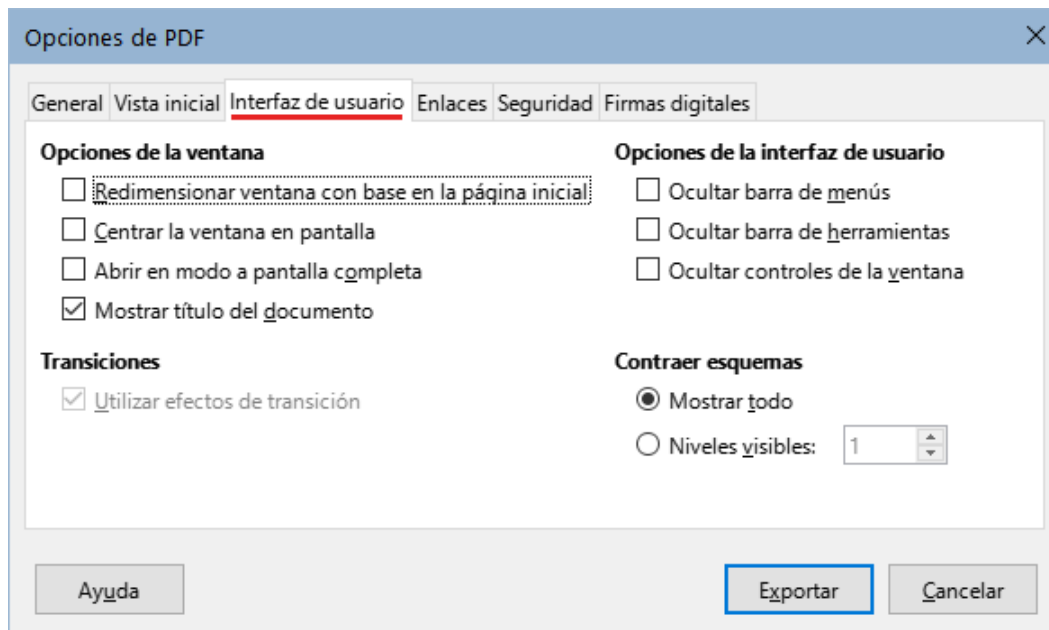 Opciones de PDF
General Vista inicial Interfaz de usuario Enlaces Seguridad Firmas digitales
Opciones de la ventana
Redimensionar ventana con base en la página inicial
Centrar la ventana en pantalla
Abrir en modo a pantalla completa
Mostrar título del documento
Opciones de la interfaz de usuario
Ocultar barra de menús
Ocultar barra de herramientas
Ocultar controles de la ventana
Transiciones
Utilizar efectos de transición
Contraer esquemas
Mostrar todo
Niveles visibles: 1
Ayuda Exportar Cancelar